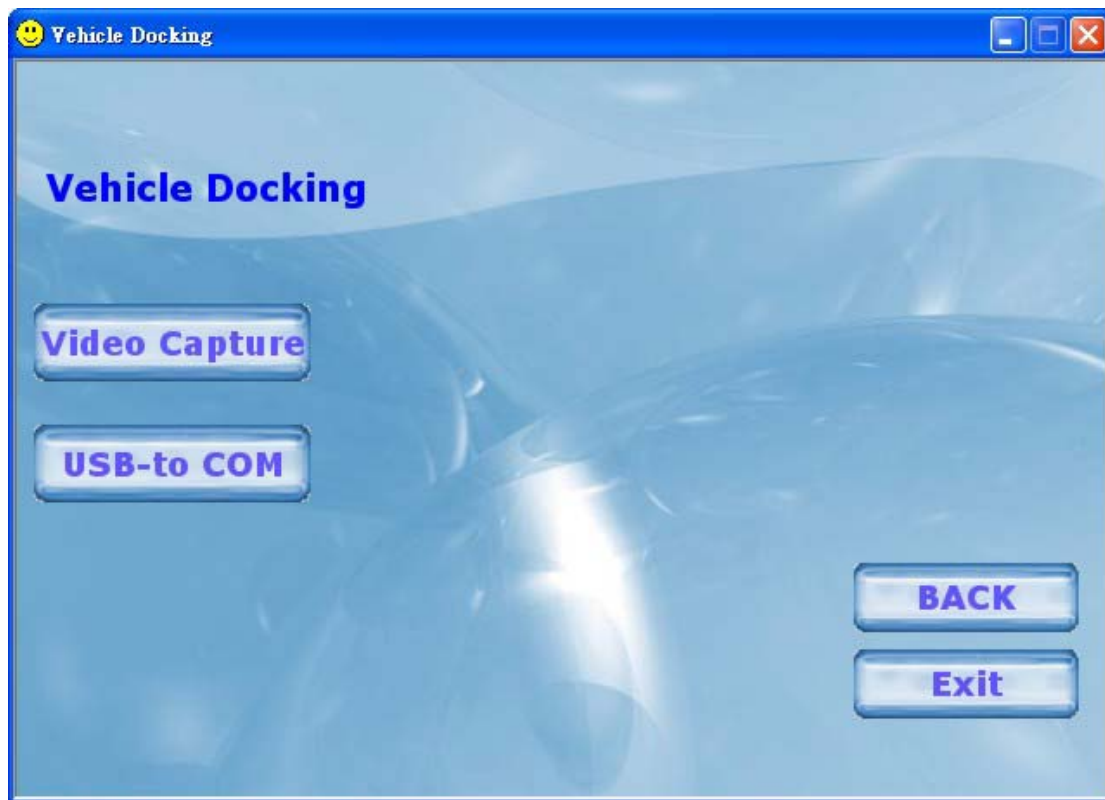 Vehicle Docking
Vehicle Docking
Video Capture
USB-to COM
BACK
Exit